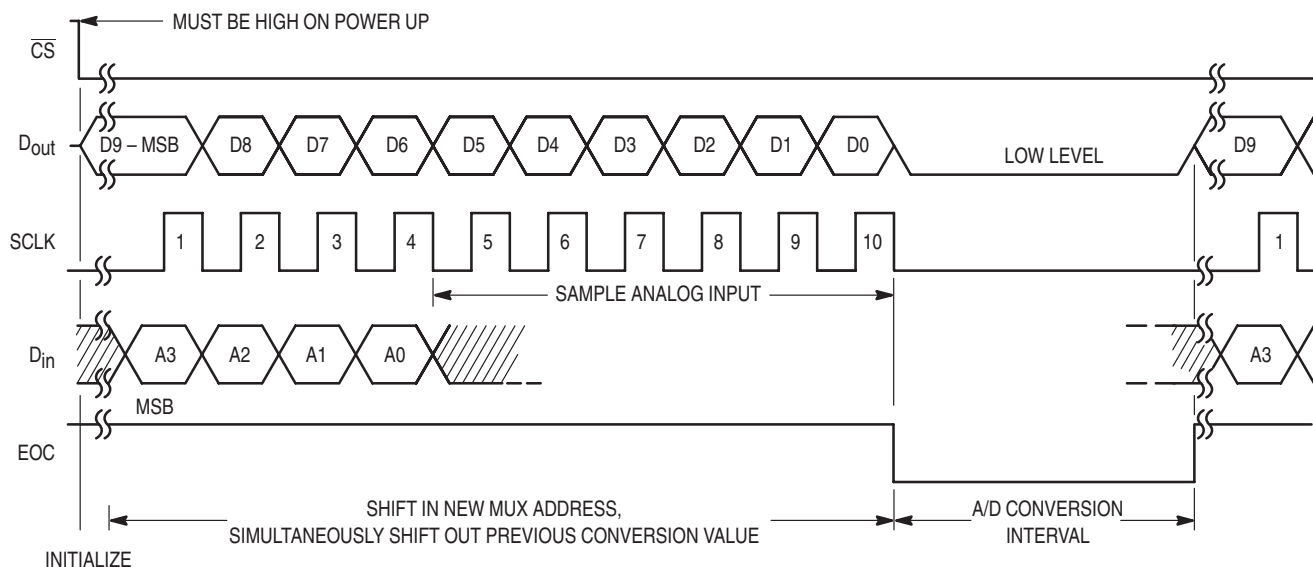 MUST BE HIGH ON POWER UP
CS
Dout
D9 – MSB D8 D7 D6 D5 D4 D3 D2 D1 D0 LOW LEVEL D9
SCLK
1 2 3 4 5 6 7 8 9 10 1
SAMPLE ANALOG INPUT
Din
A3 A2 A1 A0 A3
MSB
EOC
SHIFT IN NEW MUX ADDRESS,
SIMULTANEOUSLY SHIFT OUT PREVIOUS CONVERSION VALUE
A/D CONVERSION
INTERVAL
INITIALIZE